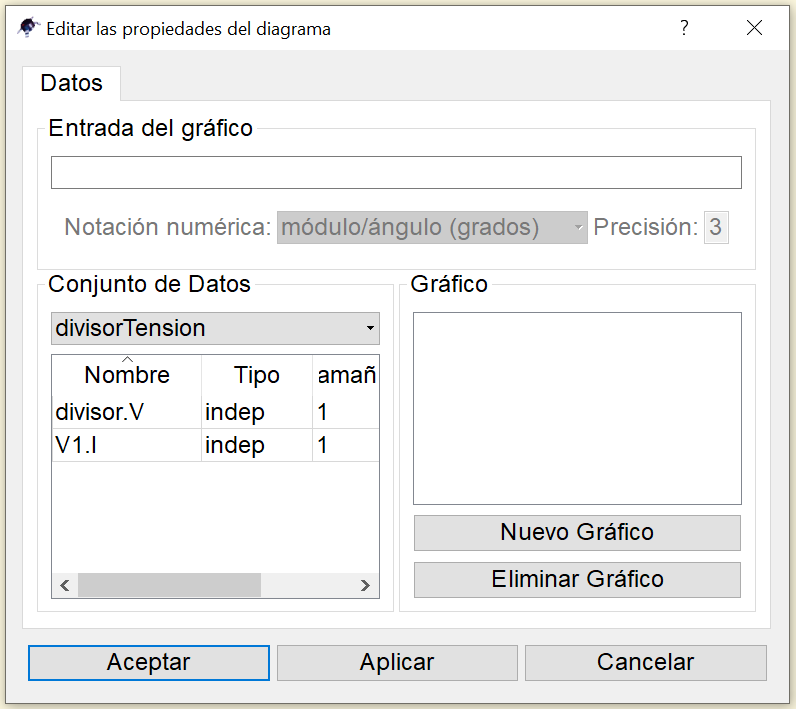 Editar las propiedades del diagrama ?
Datos
Entrada del gráfico
Notación numérica: módulo/ángulo (grados) Precisión: 3
Conjunto de Datos
divisorTension
Nombre Tipo amañ
divisor.V indep 1
V1.I indep 1
Gráfico
Nuevo Gráfico
Eliminar Gráfico
Aceptar Aplicar Cancelar